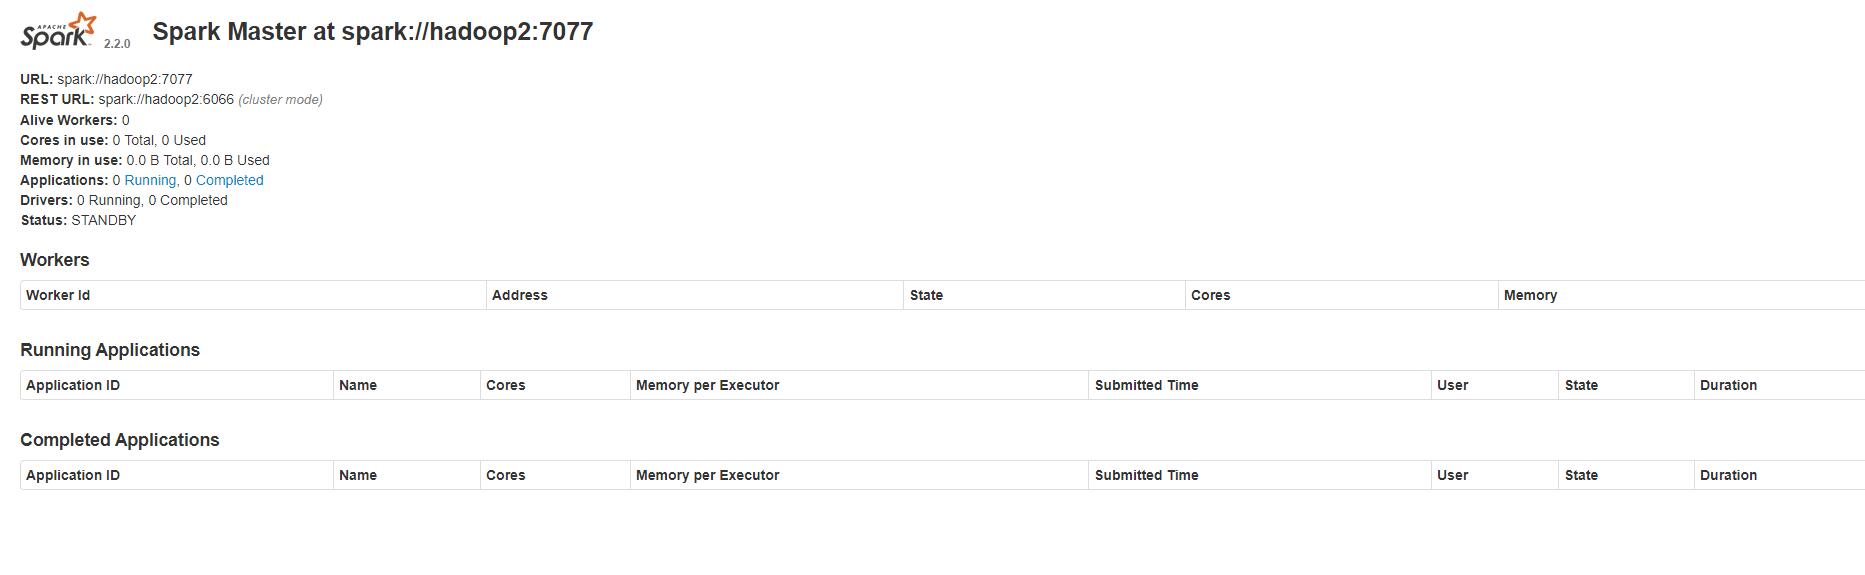 APACHE Spark 2.2.0 Spark Master at spark://hadoop2:7077
URL: spark://hadoop2:7077
REST URL: spark://hadoop2:6066 (cluster mode)
Alive Workers: 0
Cores in use: 0 Total, 0 Used
Memory in use: 0.0 B Total, 0.0 B Used
Applications: 0 Running, 0 Completed
Drivers: 0 Running, 0 Completed
Status: STANDBY
Workers
Worker Id Address State Cores Memory
Running Applications
Application ID Name Cores Memory per Executor Submitted Time User State Duration
Completed Applications
Application ID Name Cores Memory per Executor Submitted Time User State Duration